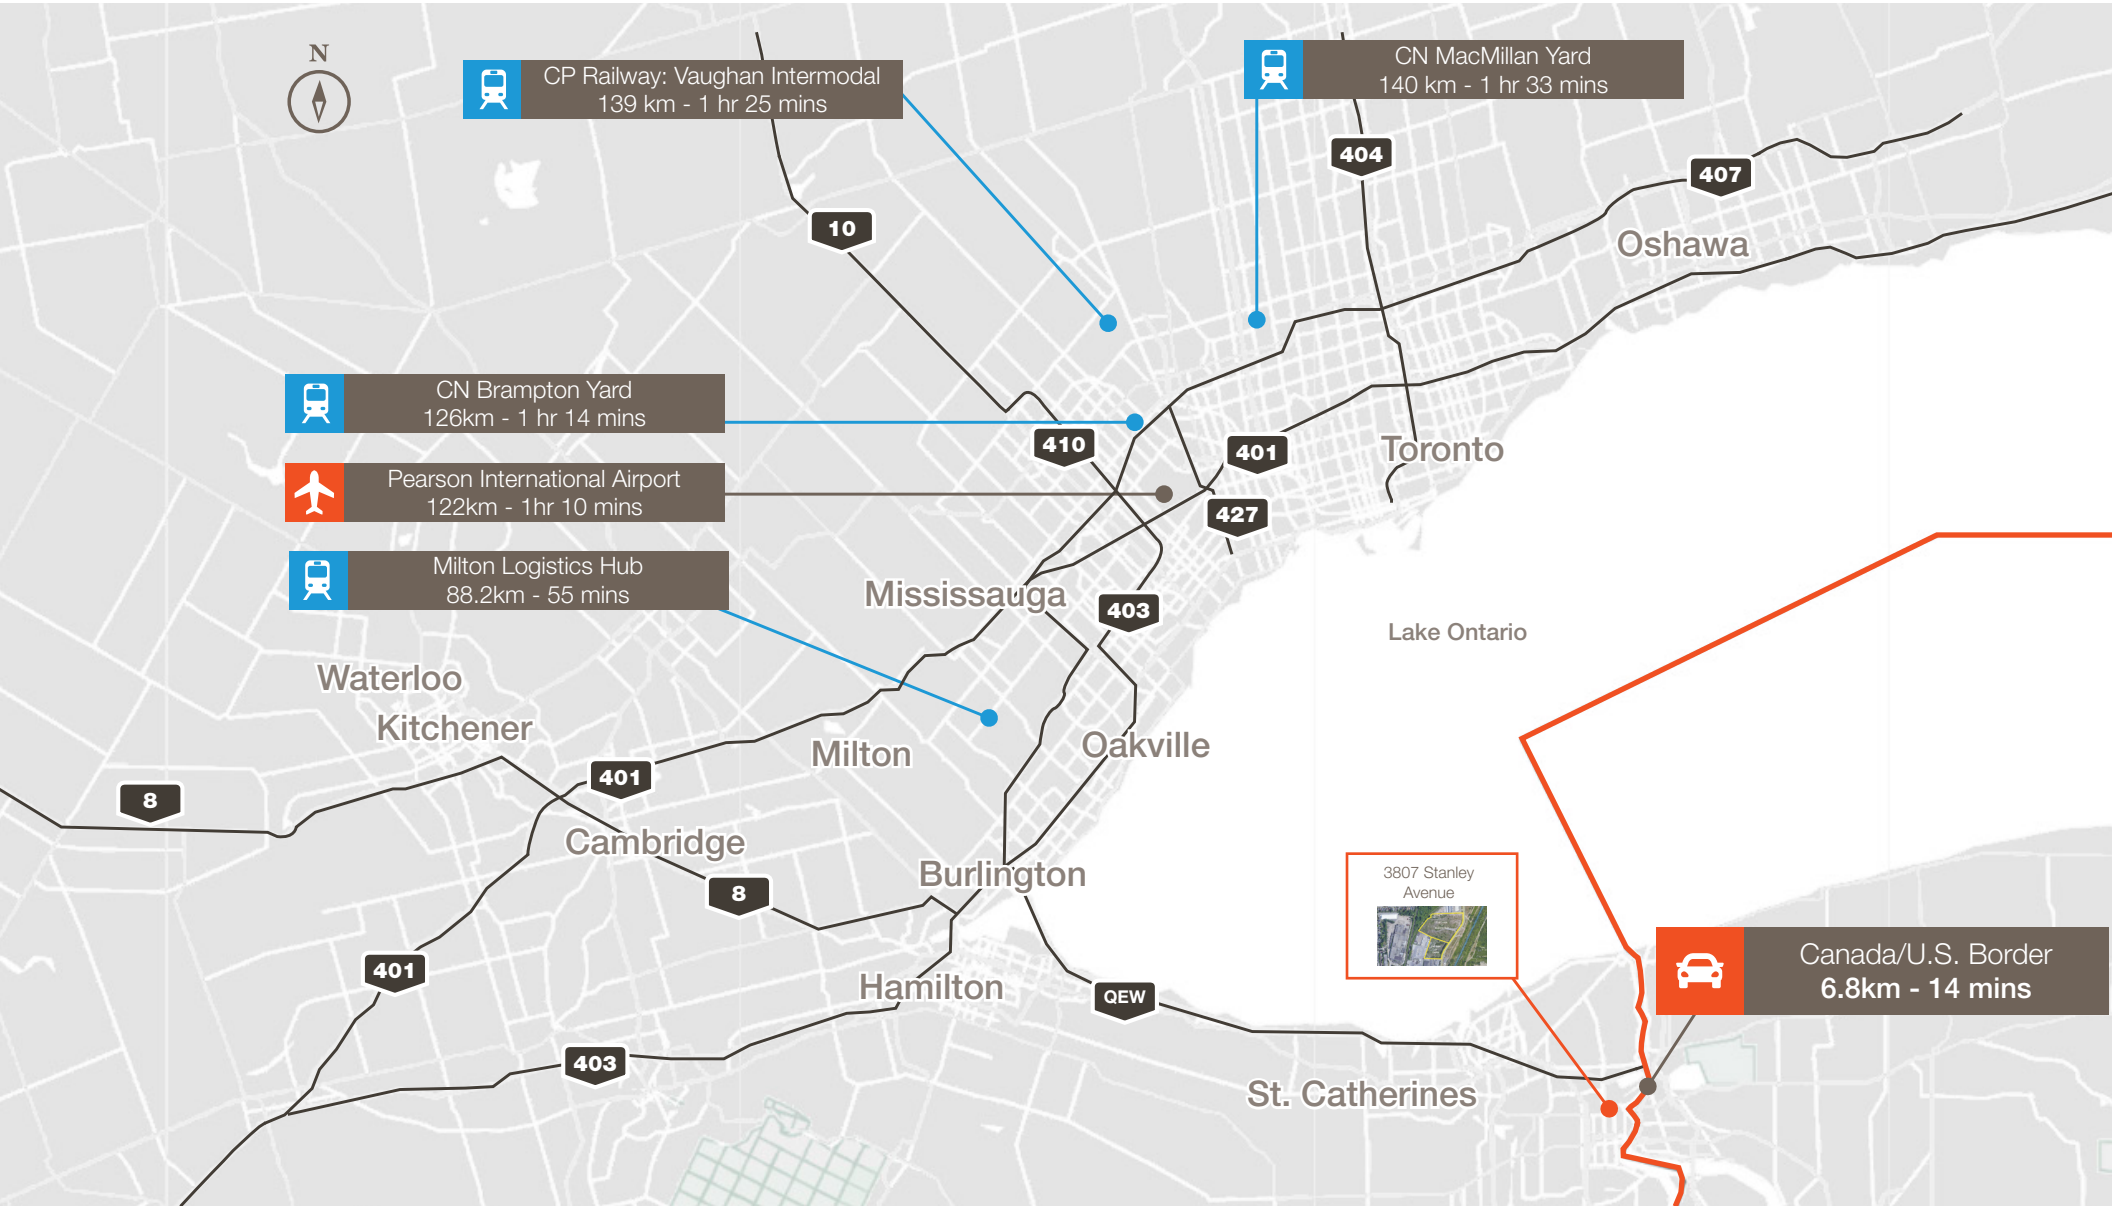 N
CP Railway: Vaughan Intermodal
139 km - 1 hr 25 mins
CN MacMillan Yard
140 km - 1 hr 33 mins
404
407
10
Oshawa
CN Brampton Yard
126km - 1 hr 14 mins
410
401
Toronto
Pearson International Airport
122km - 1hr 10 mins
427
Milton Logistics Hub
88.2km - 55 mins
Mississauga
403
Lake Ontario
Waterloo
Kitchener
Milton
Oakville
401
8
Cambridge
Burlington
8
3807 Stanley
Avenue
Canada/U.S. Border
6.8km - 14 mins
401
Hamilton
QEW
403
St. Catherines